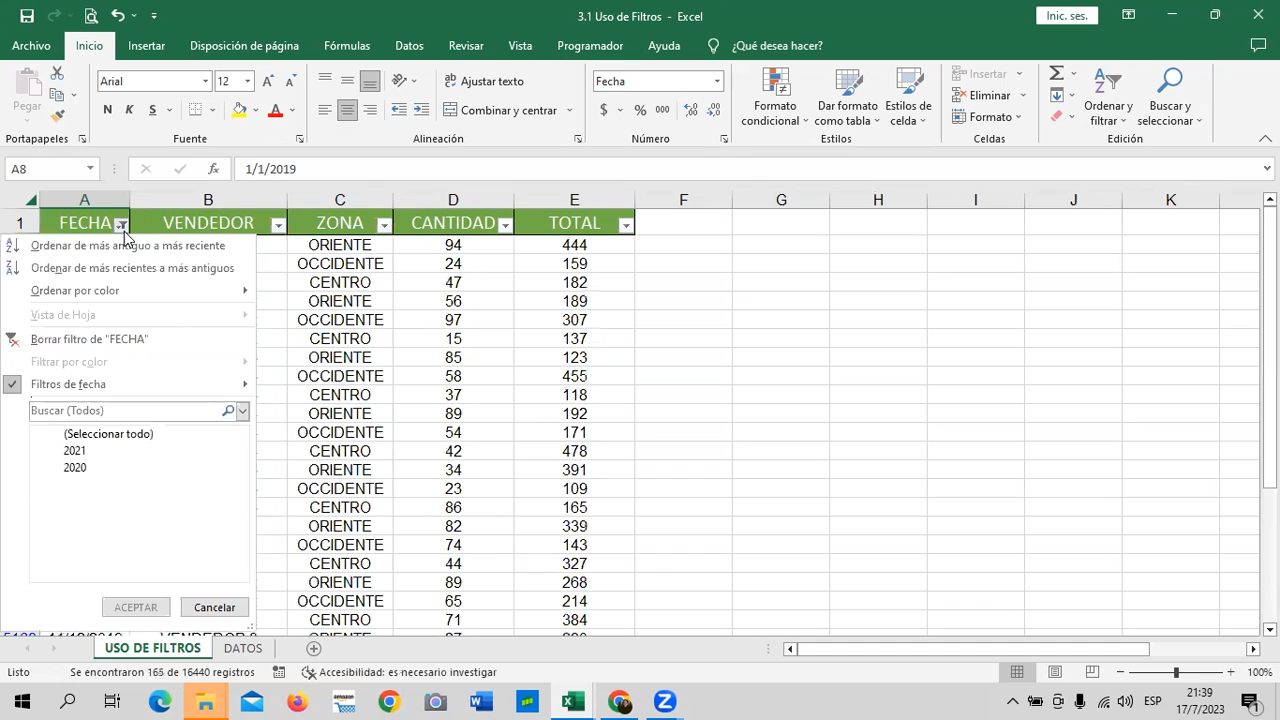 3.1 Uso de Filtros - Excel
Inic. ses.
Archivo Inicio Insertar Disposición de página Fórmulas Datos Revisar Vista Programador Ayuda ¿Qué desea hacer?
Pegar
Arial 12
Ajustar texto
Fecha
N K S
Combinar y centrar
$ % 000
Formato condicional
Dar formato como tabla
Estilos de celda
Insertar
Eliminar
Formato
Ordenar y filtrar
Buscar y seleccionar
Portapapeles Fuente Alineación Número Estilos Celdas Edición
A8 fx 1/1/2019
A B C D E F G H I J K
1 FECHA VENDEDOR ZONA CANTIDAD TOTAL
Ordenar de más antiguo a más reciente
Ordenar de más recientes a más antiguos
Ordenar por color
Vista de Hoja
Borrar filtro de "FECHA"
Filtrar por color
Filtros de fecha
Buscar (Todos)
(Seleccionar todo)
2021
2020
ACEPTAR Cancelar
ORIENTE 94 444
OCCIDENTE 24 159
CENTRO 47 182
ORIENTE 56 189
OCCIDENTE 97 307
CENTRO 15 137
ORIENTE 85 123
OCCIDENTE 58 455
CENTRO 37 118
ORIENTE 89 192
OCCIDENTE 54 171
CENTRO 42 478
ORIENTE 34 391
OCCIDENTE 23 109
CENTRO 86 165
ORIENTE 82 339
OCCIDENTE 74 143
CENTRO 44 327
ORIENTE 89 268
OCCIDENTE 65 214
CENTRO 71 384
USO DE FILTROS DATOS
Listo Se encontraron 165 de 16440 registros Accesibilidad: es necesario investigar 100%
ESP
21:39
17/7/2023